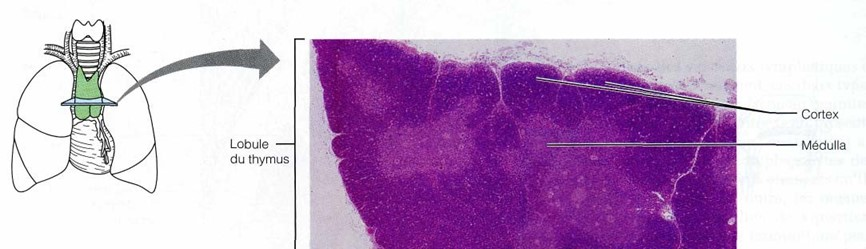 Cortex
Lobule
du thymus
Médulla